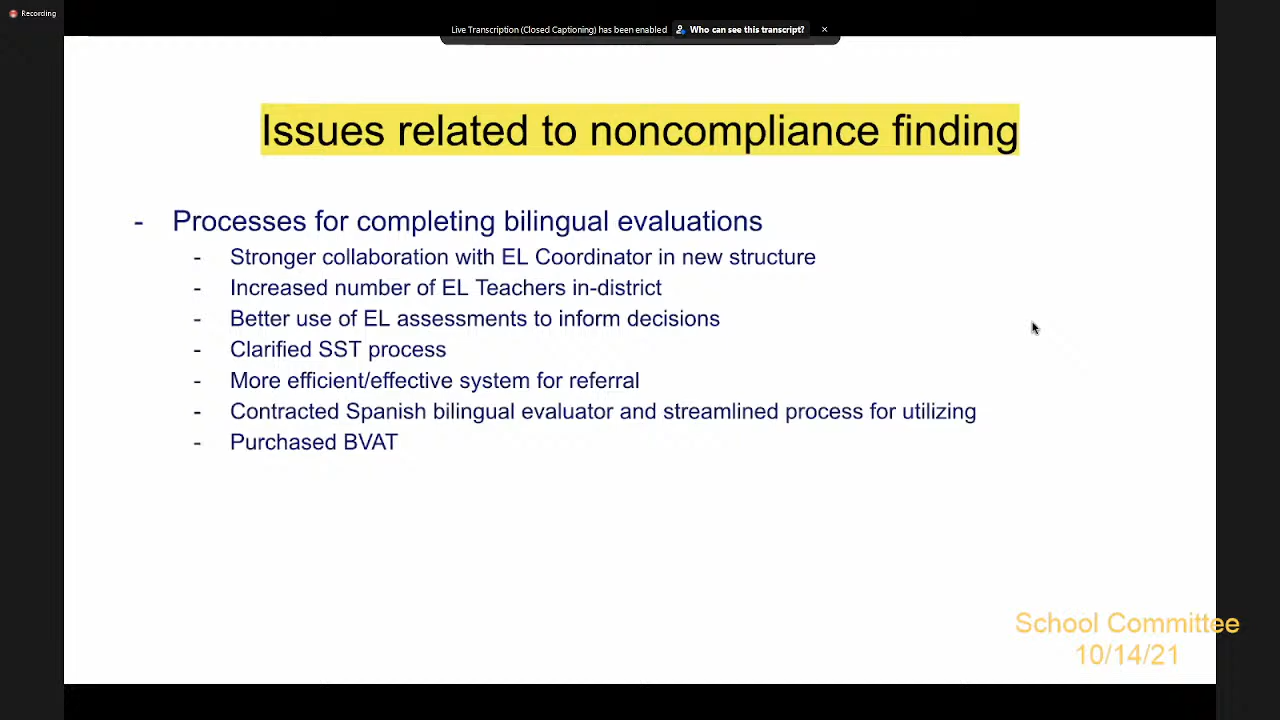 Recording
Live Transcription (Closed Captioning) has been enabled Who can see this transcript? ×
Issues related to noncompliance finding
- Processes for completing bilingual evaluations
- Stronger collaboration with EL Coordinator in new structure
- Increased number of EL Teachers in-district
- Better use of EL assessments to inform decisions
- Clarified SST process
- More efficient/effective system for referral
- Contracted Spanish bilingual evaluator and streamlined process for utilizing
- Purchased BVAT
School Committee
10/14/21